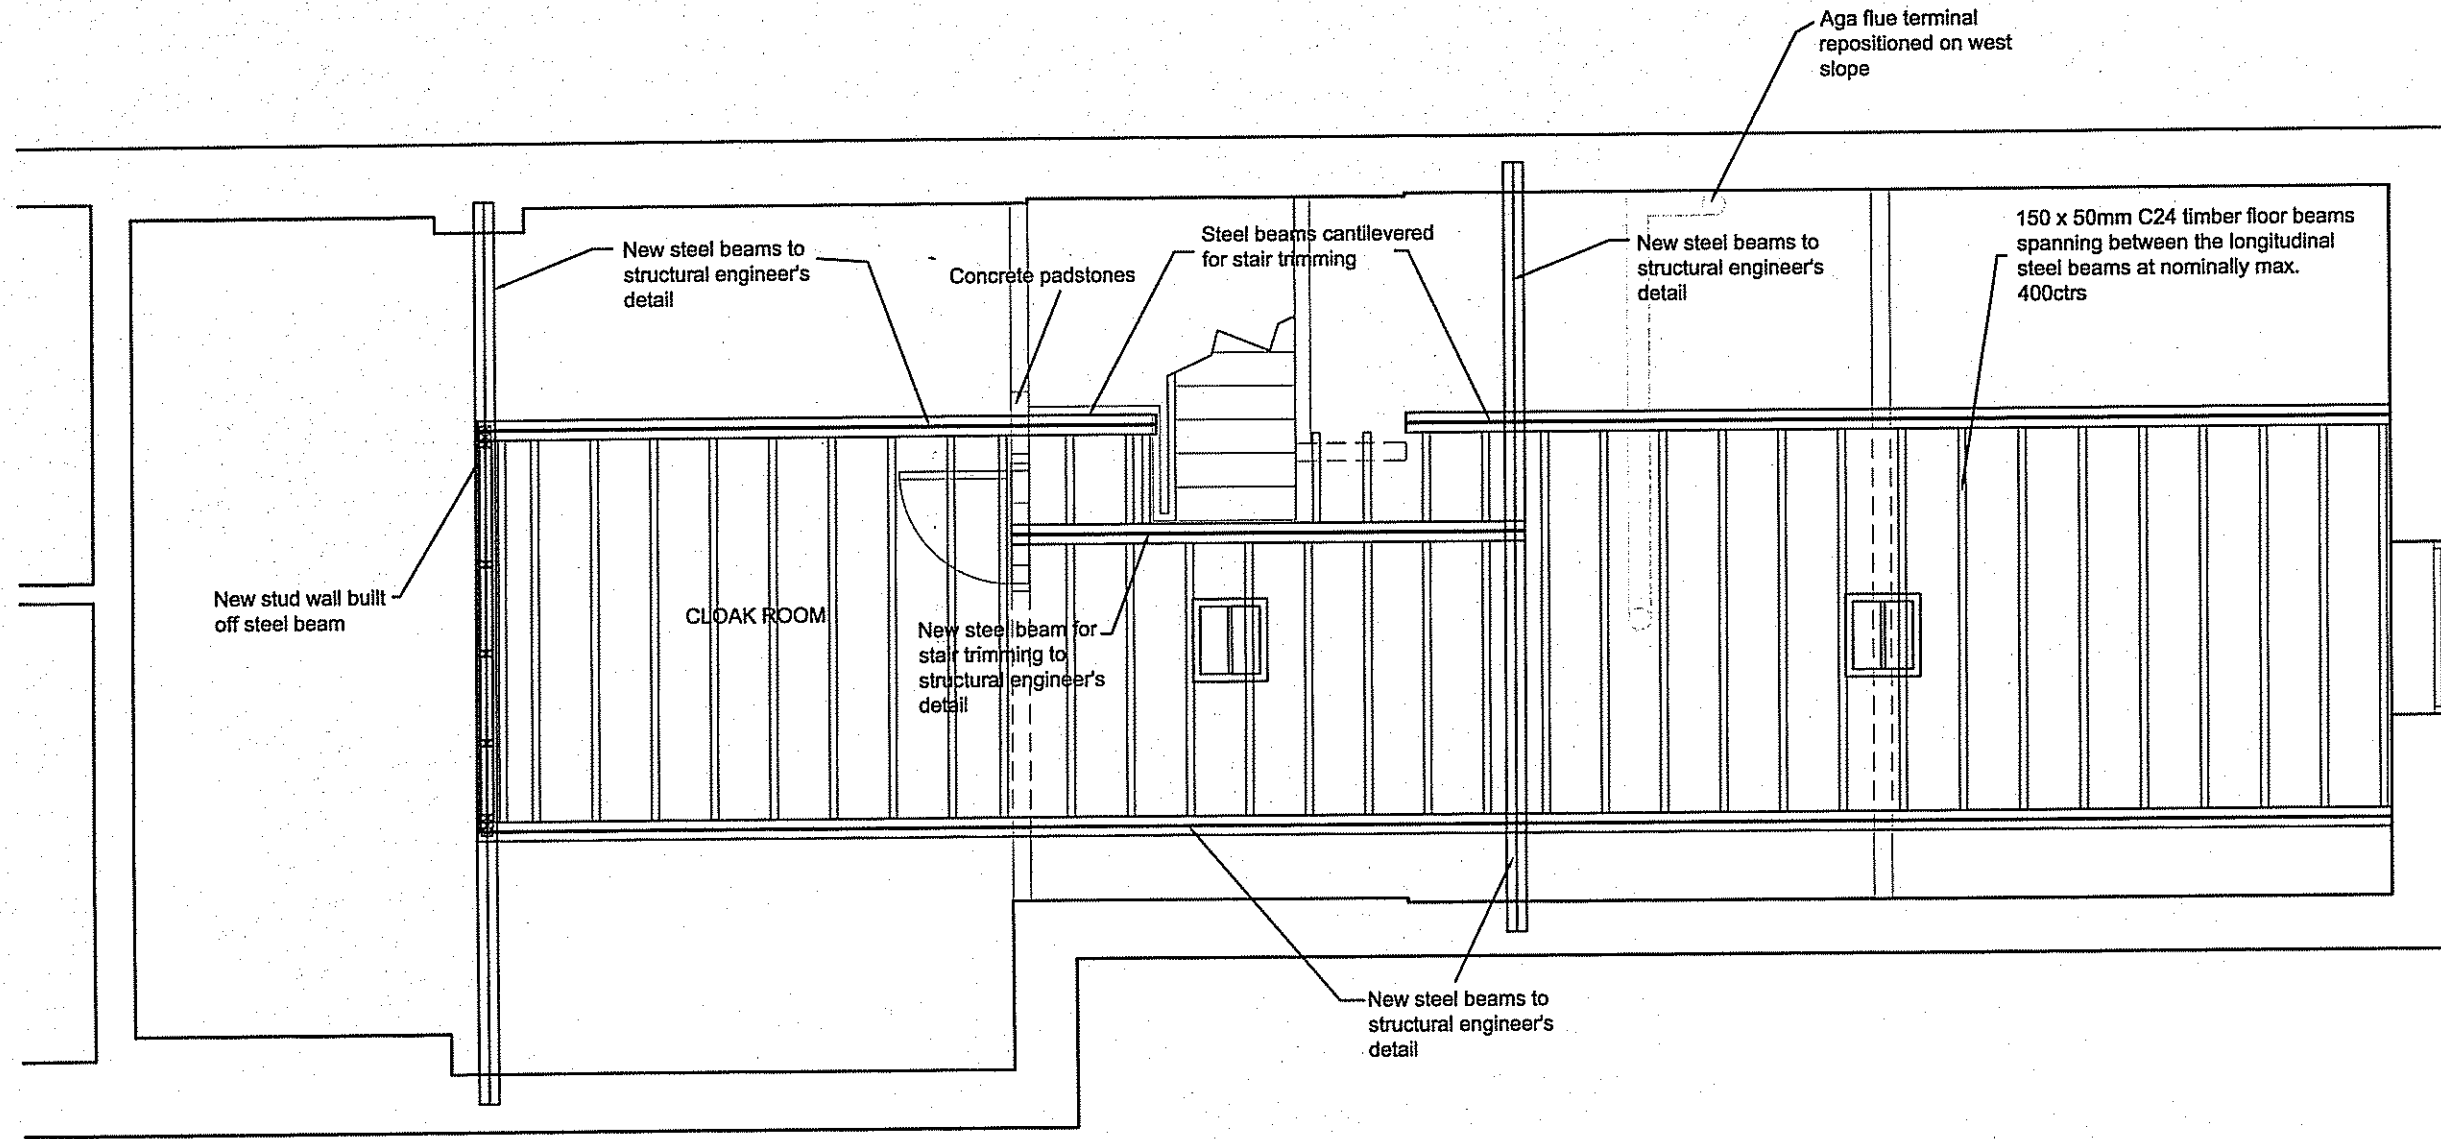 Aga flue terminal
repositioned on west
slope
New steel beams to
structural engineer's
detail
Concrete padstones
Steel beams cantilevered
for stair trimming
New steel beams to
structural engineer's
detail
150 x 50mm C24 timber floor beams
spanning between the longitudinal
steel beams at nominally max.
400ctrs
New stud wall built
off steel beam
CLOAK ROOM
New steel beam for
stair trimming to
structural engineer's
detail
New steel beams to
structural engineer's
detail